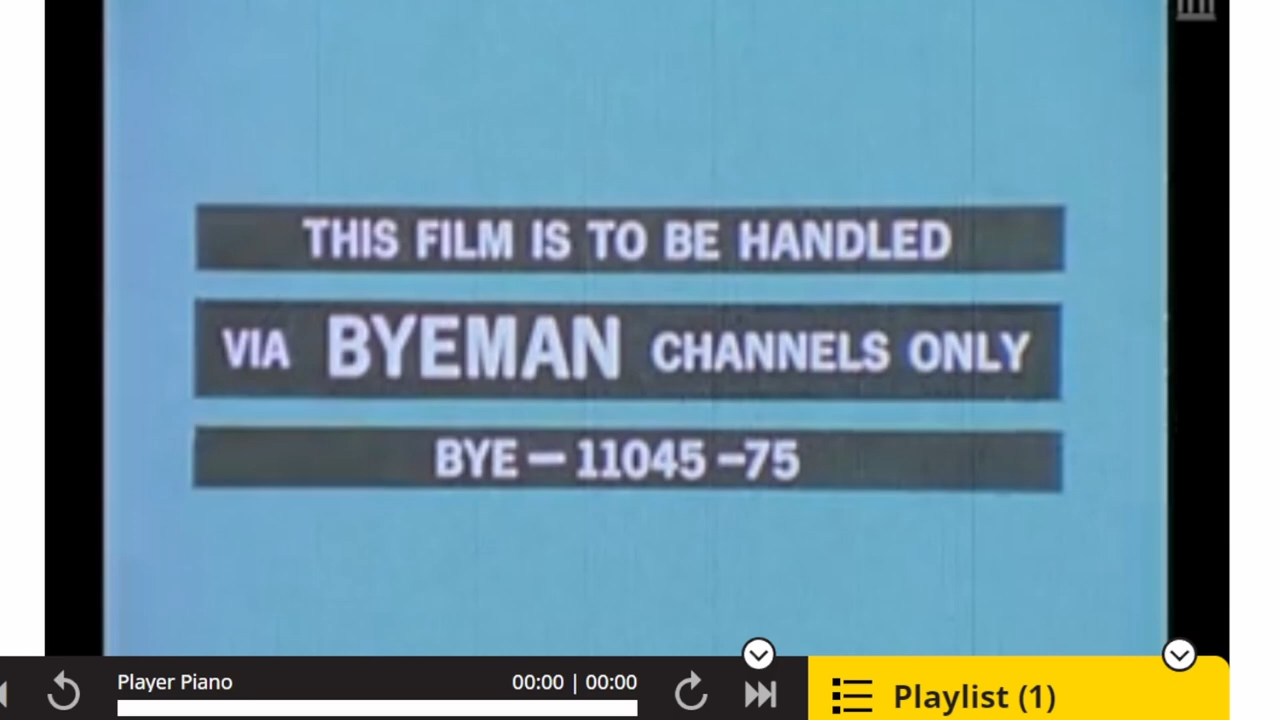 THIS FILM IS TO BE HANDLED
VIA BYEMAN CHANNELS ONLY
BYE – 11045 –75
Player Piano 00:00 | 00:00
Playlist (1)